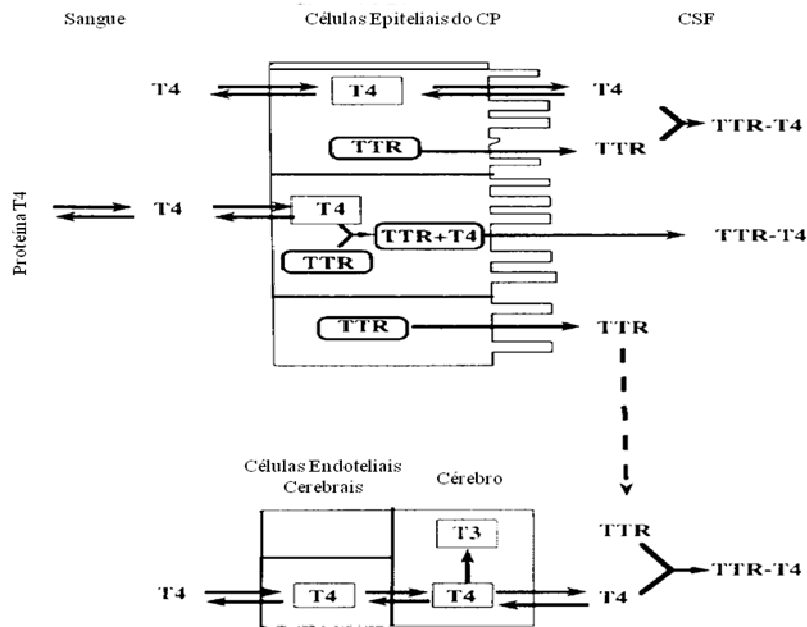 Sangue Células Epiteliais do CP CSF
T4 T4 T4
TTR-T4
TTR TTR
Proteína T4 T4 T4
TTR+T4 TTR-T4
TTR
TTR TTR
Células Endoteliais
Cerebrais
Cérebro
T3 TTR
TTR-T4
T4 T4 T4 T4